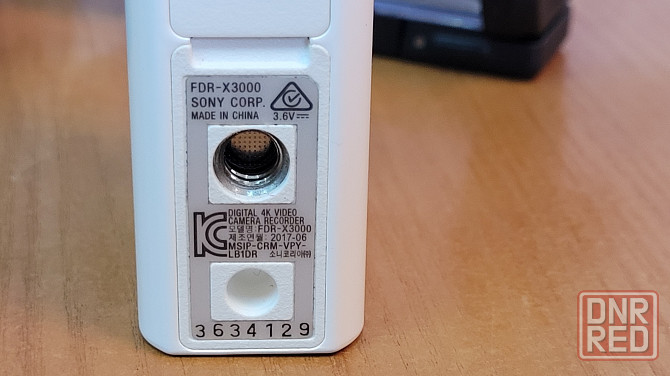 FDR-X3000
SONY CORP.
MADE IN CHINA 3.6V
DIGITAL 4K VIDEO
CAMERA RECORDER
모델명:FDR-X3000
제조연월: 2017-06
MSIP-CRM-VPY-
LB1DR 소니코리아㈜
3634129
DNR
RED